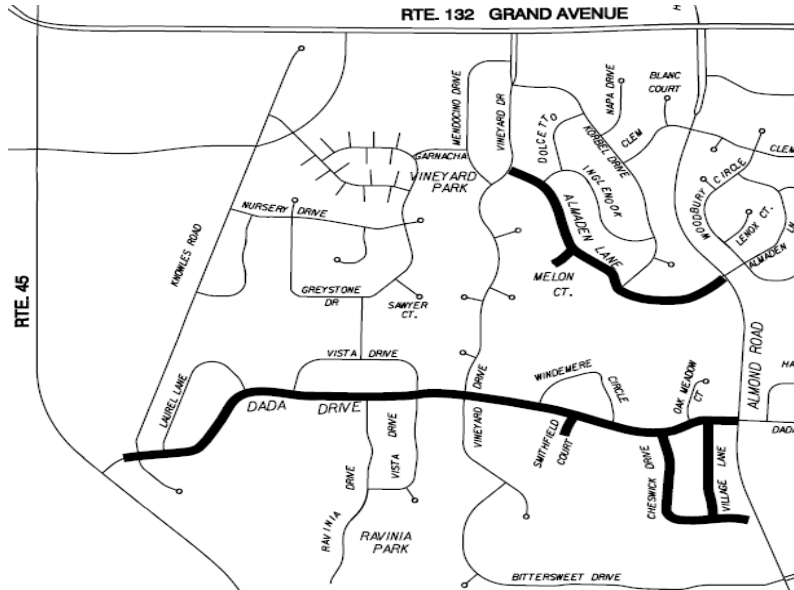 RTE. 132 GRAND AVENUE
H
MENDOCINO DRIVE
VINEYARD DR
DOLCETTO
NAPA DRIVE
BLANC
COURT
KORBEL DRIVE
CLEM
CLEM
GARNACHA
VINEYARD
PARK
INGLENOOK
ALMADEN LANE
WOODBURY
CIRCLE
LENOX CT.
ALMADEN LN
NURSERY DRIVE
KNOWLES ROAD
RTE. 45
GREYSTONE
DR
SAWYER
CT.
MELON
CT.
VISTA DRIVE
LAUREL LANE
DADA DRIVE
VINEYARD DRIVE
WINDEMERE
CIRCLE
OAK MEADOW
CT
ALMOND ROAD
HA
DADA
SMITHFIELD
COURT
VISTA DRIVE
RAVINIA DRIVE
RAVINIA
PARK
CHESWICK DRIVE
VILLAGE LANE
BITTERSWEET DRIVE